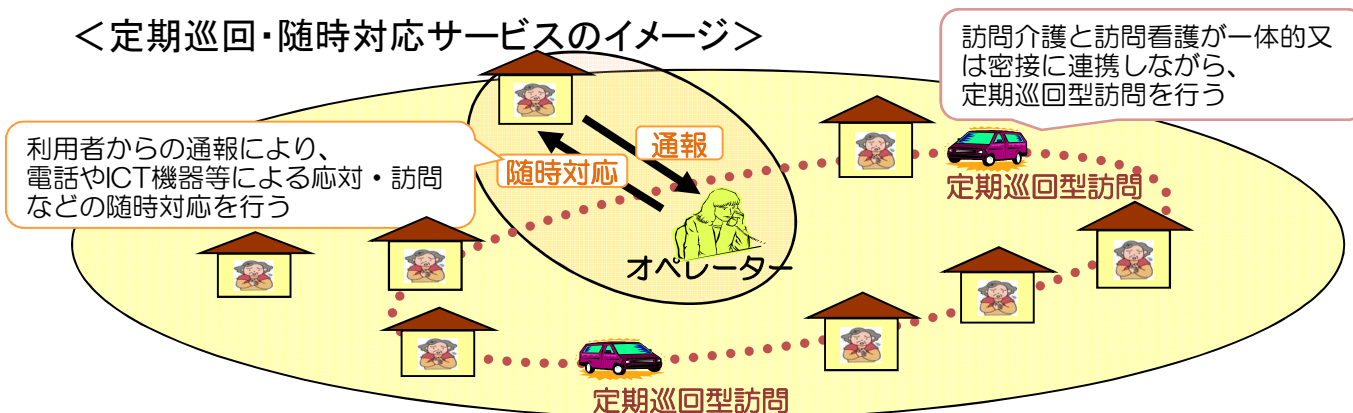 ＜定期巡回・随時対応サービスのイメージ＞
訪問介護と訪問看護が一体的又
は密接に連携しながら、
定期巡回型訪問を行う
利用者からの通報により、
電話やICT機器等による応対・訪問
などの随時対応を行う
通報
随時対応
定期巡回型訪問
オペレーター
定期巡回型訪問